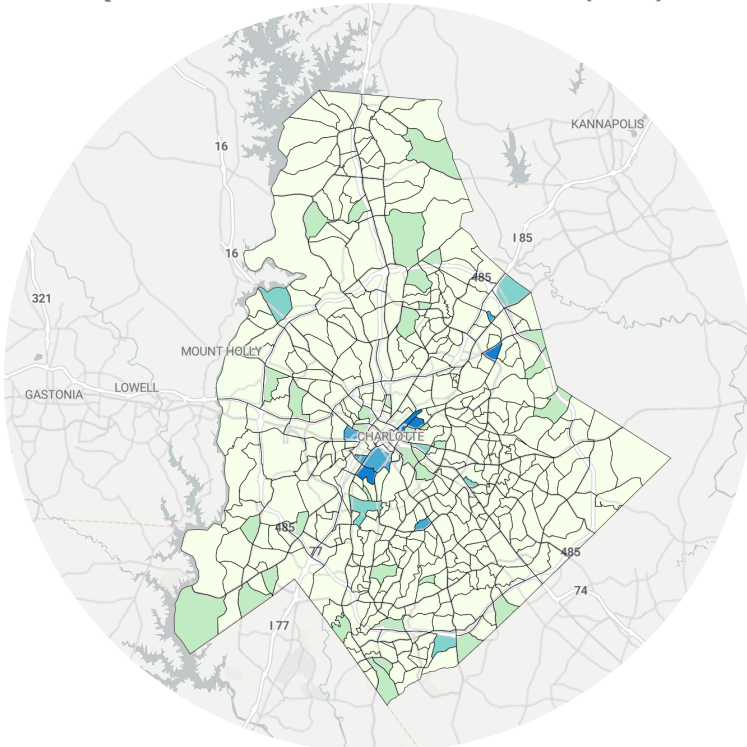 KANNAPOLIS
16
I 85
16
485
321
MOUNT HOLLY
LOWELL
GASTONIA
CHARLOTTE
485
77
485
74
I 77